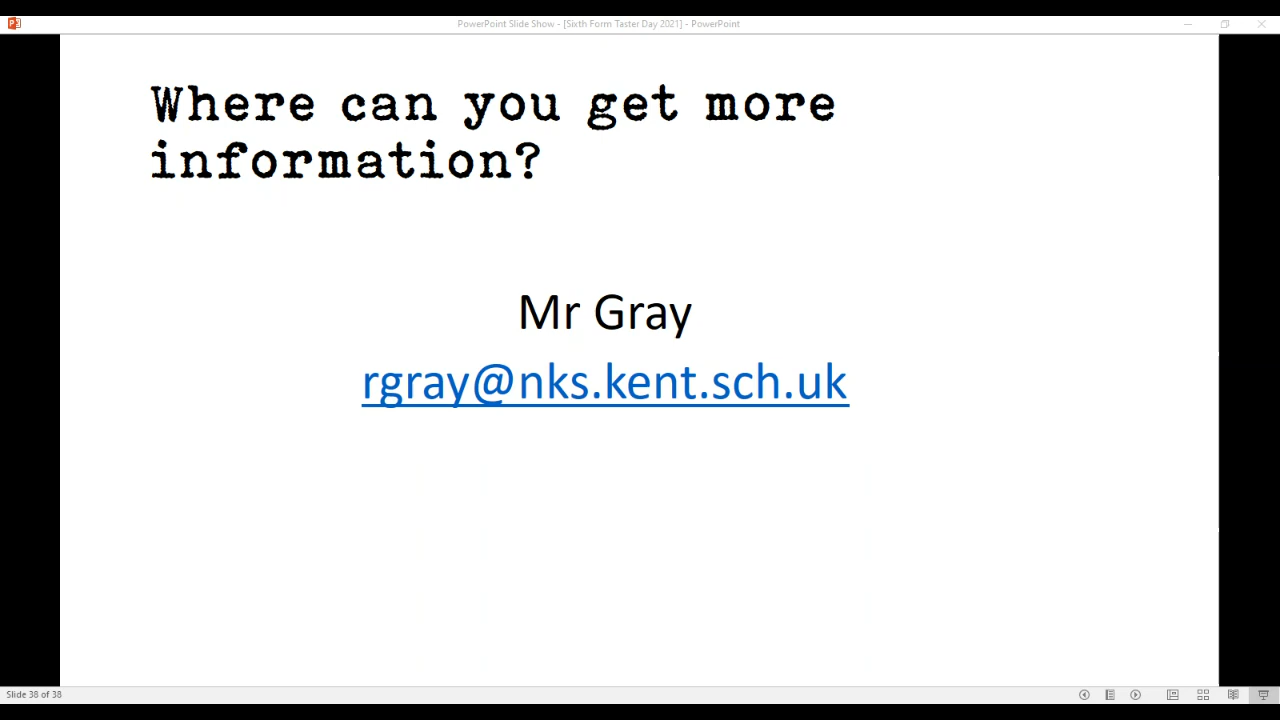 PowerPoint Slide Show - [Sixth Form Taster Day 2021] - PowerPoint
Where can you get more
information?
Mr Gray
rgray@nks.kent.sch.uk
Slide 38 of 38